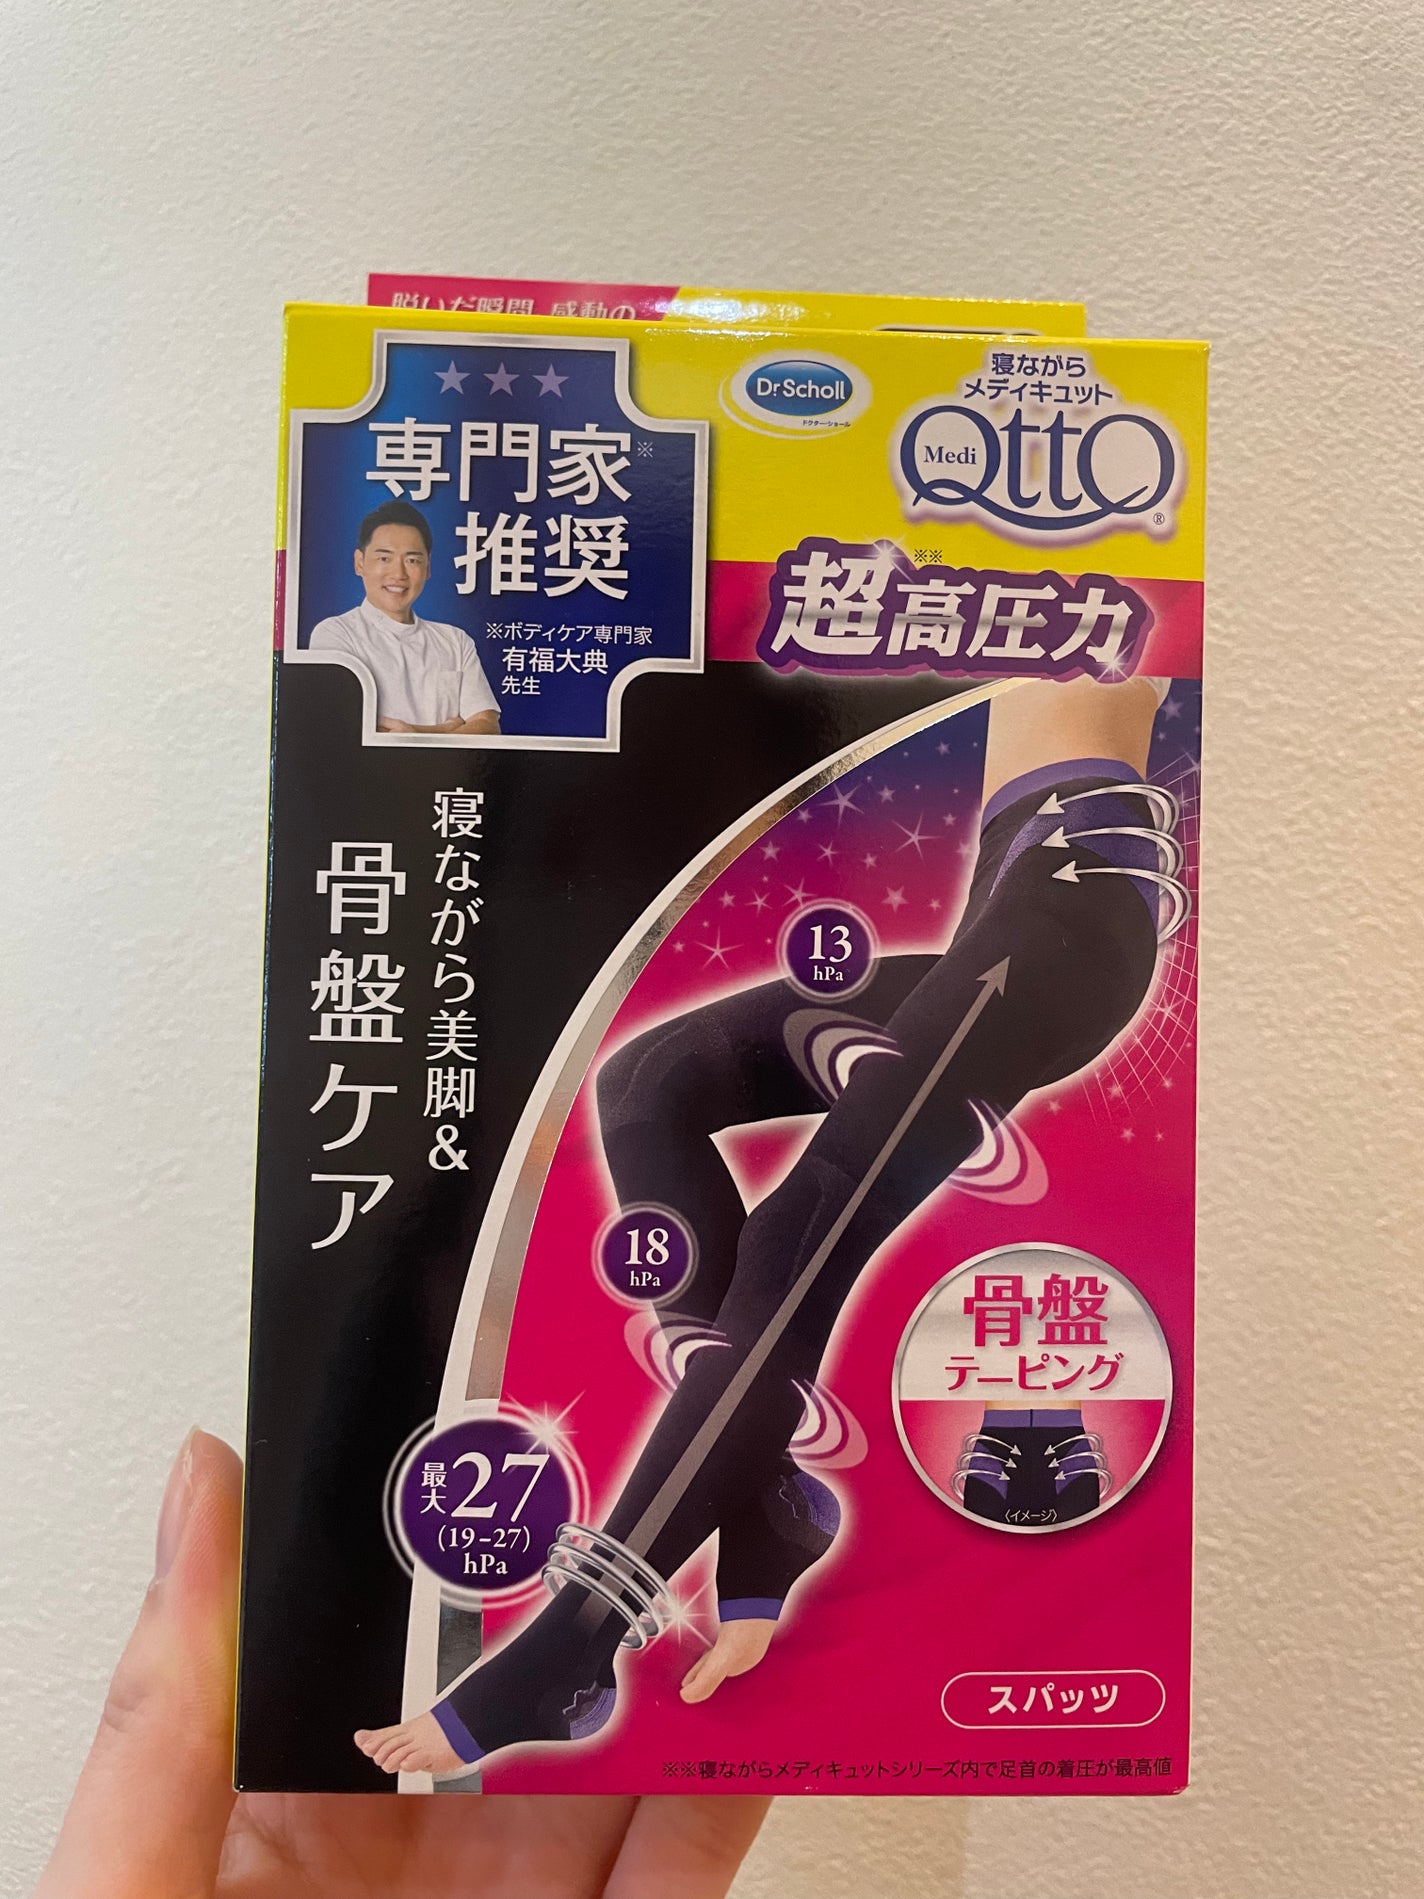 脱いだ瞬間、感動の
専門家※
推奨
※ボディケア専門家
有福大典
先生
Dr.Scholl
ドクター・ショール
寝ながら
メディキュット
Medi QttO®
超高圧力※※
寝ながら美脚&
骨盤ケア
13
hPa
18
hPa
最大27
(19-27)
hPa
骨盤
テーピング
〈イメージ〉
スパッツ
※※寝ながらメディキュットシリーズ内で足首の着圧が最高値